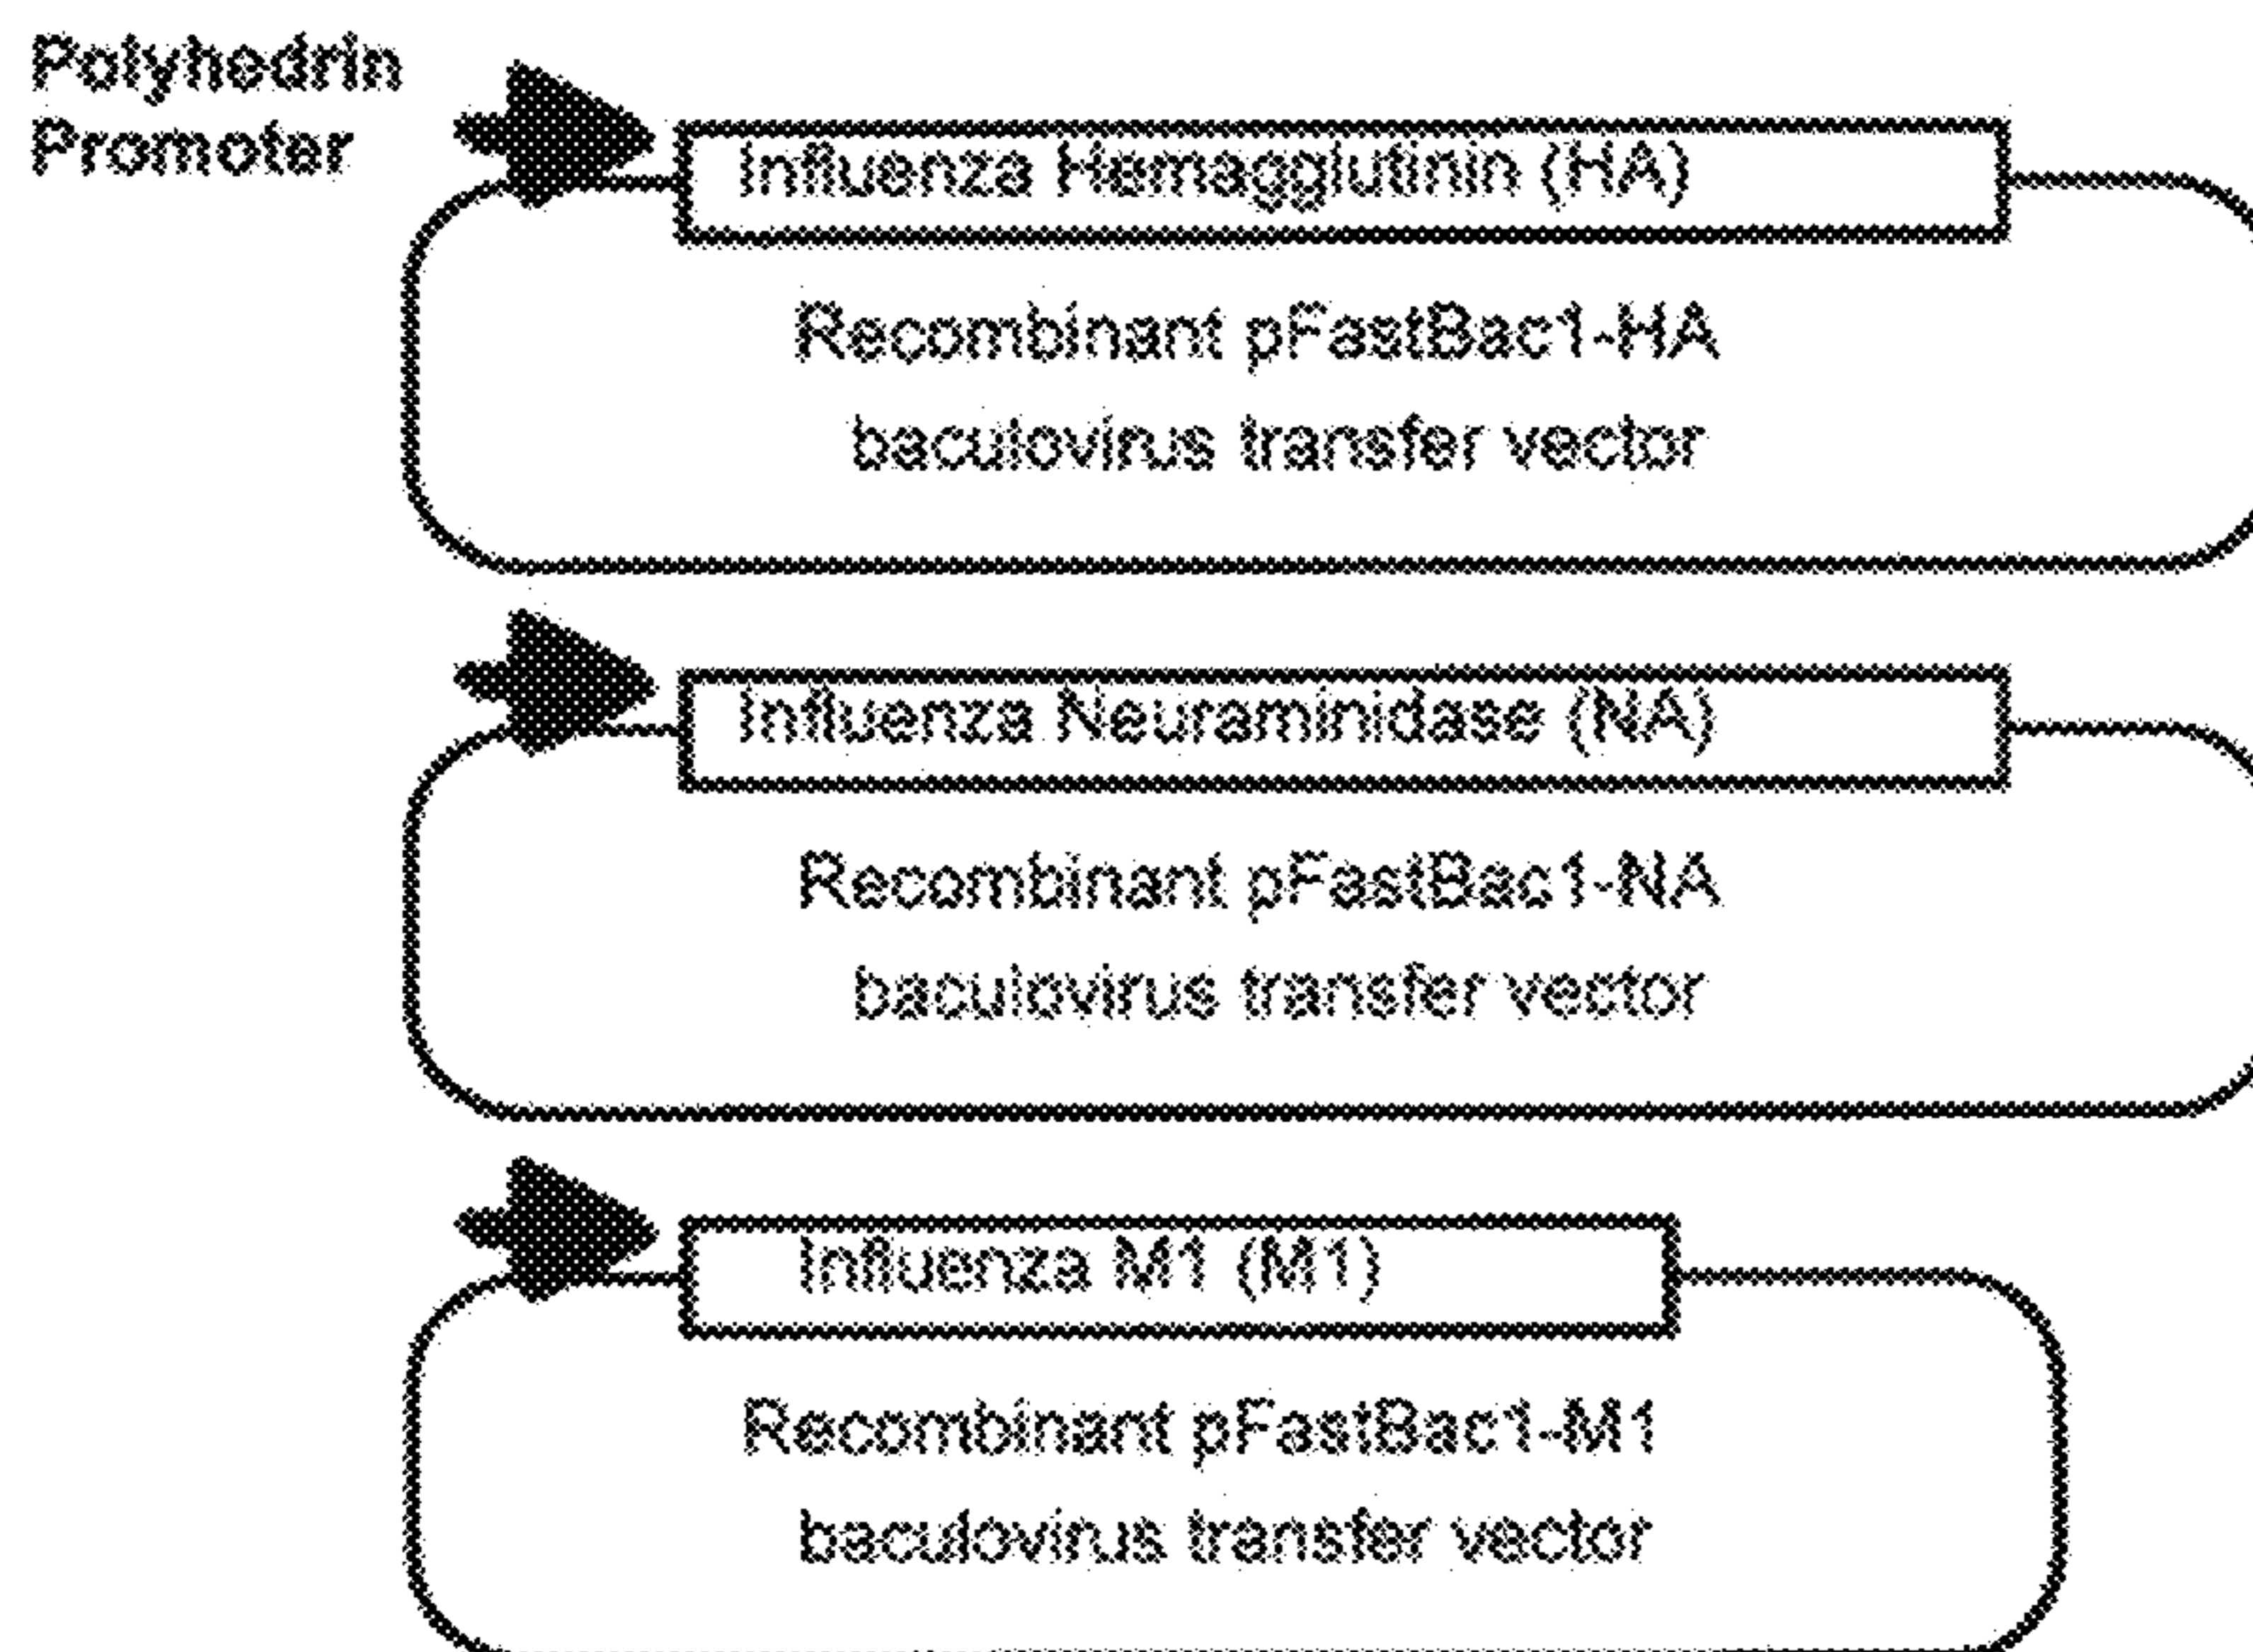 Polyhedrin
Promoter
Influenza Hemagglutinin (HA)
Recombinant pFastBac1-HA
baculovirus transfer vector
Influenza Neuraminidase (NA)
Recombinant pFastBac1-NA
baculovirus transfer vector
Influenza M1 (M1)
Recombinant pFastBac1-M1
baculovirus transfer vector